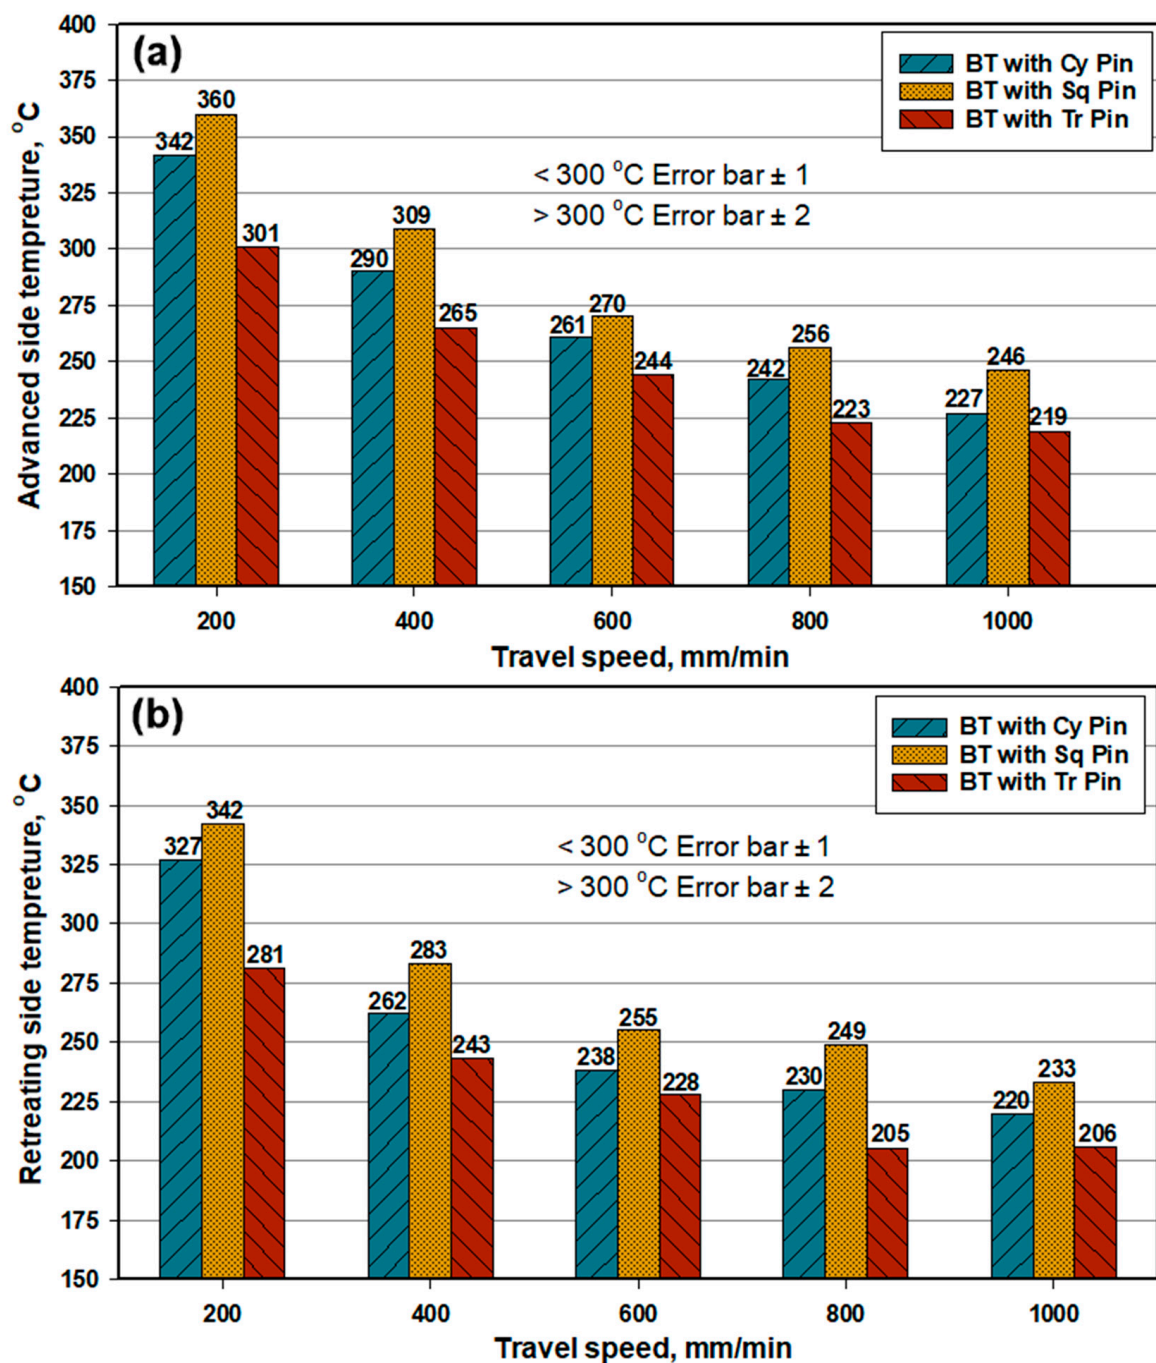 (a)
BT with Cy Pin
BT with Sq Pin
BT with Tr Pin
< 300 °C Error bar ± 1
> 300 °C Error bar ± 2
Advanced side tempreture, °C
400
375
350
325
300
275
250
225
200
175
150
342 360 301
290 309 265
261 270 244
242 256 223
227 246 219
200 400 600 800 1000
Travel speed, mm/min
(b)
BT with Cy Pin
BT with Sq Pin
BT with Tr Pin
< 300 °C Error bar ± 1
> 300 °C Error bar ± 2
Retreating side tempreture, °C
400
375
350
325
300
275
250
225
200
175
150
327 342 281
262 283 243
238 255 228
230 249 205
220 233 206
200 400 600 800 1000
Travel speed, mm/min